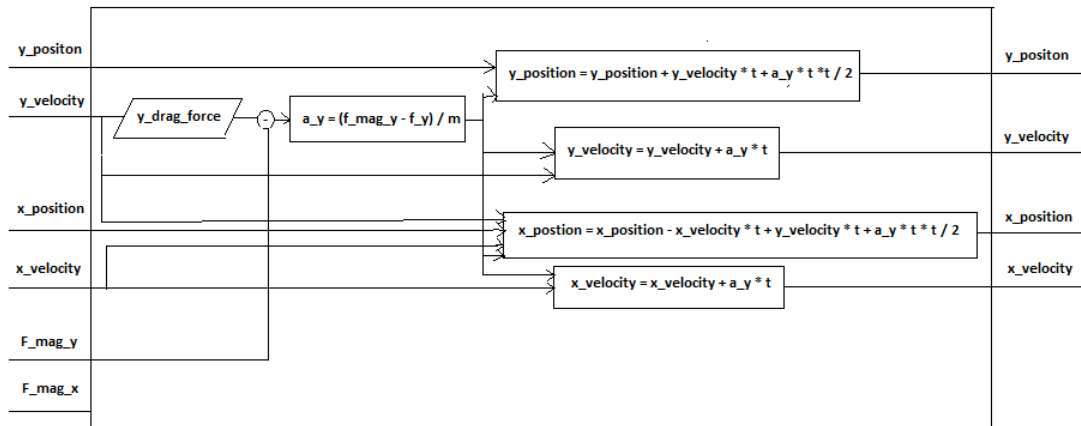 y_positon
y_position = y_position + y_velocity * t + a_y * t *t / 2
y_positon
y_velocity
y_drag_force
-
a_y = (f_mag_y - f_y) / m
y_velocity = y_velocity + a_y * t
y_velocity
x_position
x_postion = x_position - x_velocity * t + y_velocity * t + a_y * t * t / 2
x_position
x_velocity
x_velocity = x_velocity + a_y * t
x_velocity
F_mag_y
F_mag_x